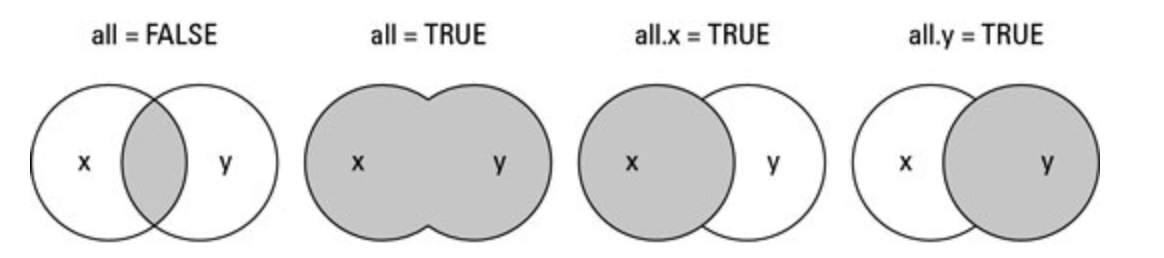 all = FALSE
all = TRUE
all.x = TRUE
all.y = TRUE
x
y
x
y
x
y
x
y